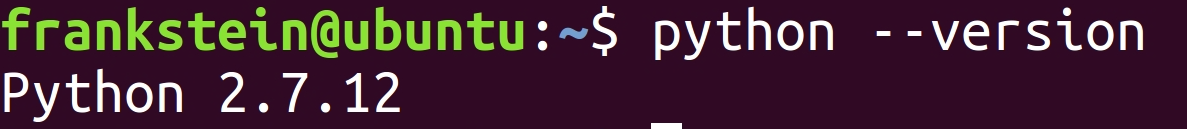 frankstein@ubuntu:~$ python --version
Python 2.7.12